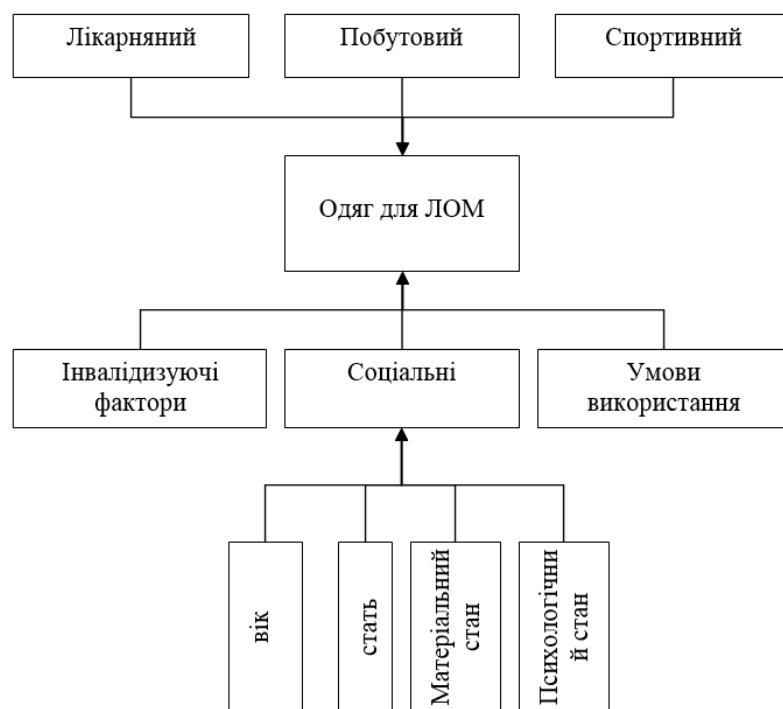 Лікарняний
Побутовий
Спортивний
Одяг для ЛОМ
Інвалідизуючі
фактори
Соціальні
Умови
використання
вік
стать
Матеріальний
стан
Психологічни
й стан